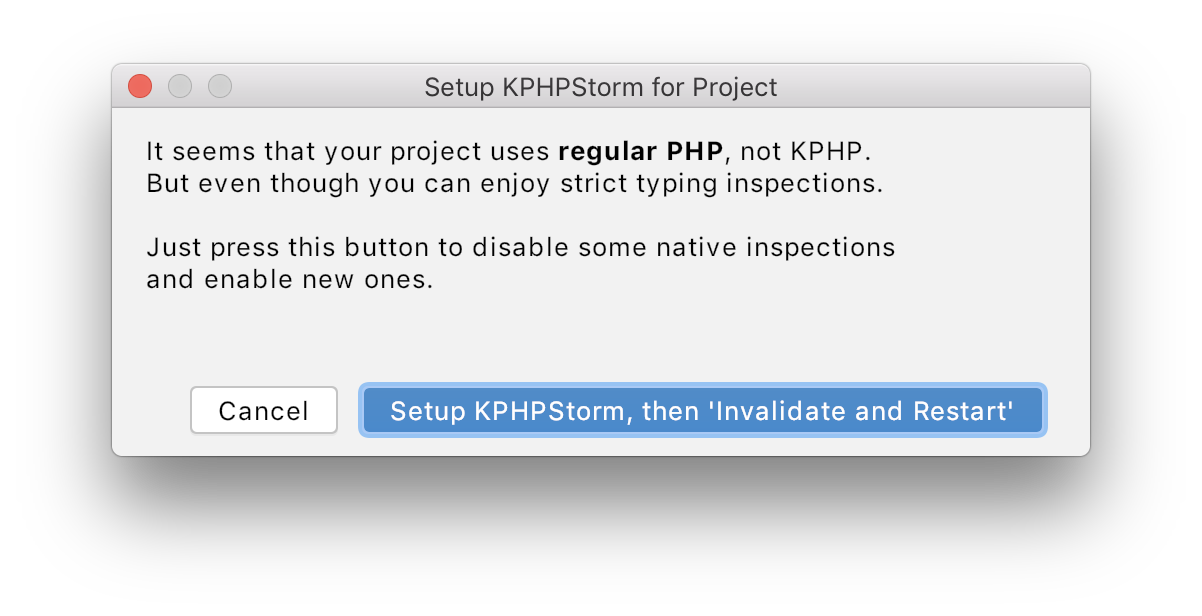 Setup KPHPStorm for Project
It seems that your project uses regular PHP, not KPHP.
But even though you can enjoy strict typing inspections.
Just press this button to disable some native inspections
and enable new ones.
Cancel
Setup KPHPStorm, then 'Invalidate and Restart'